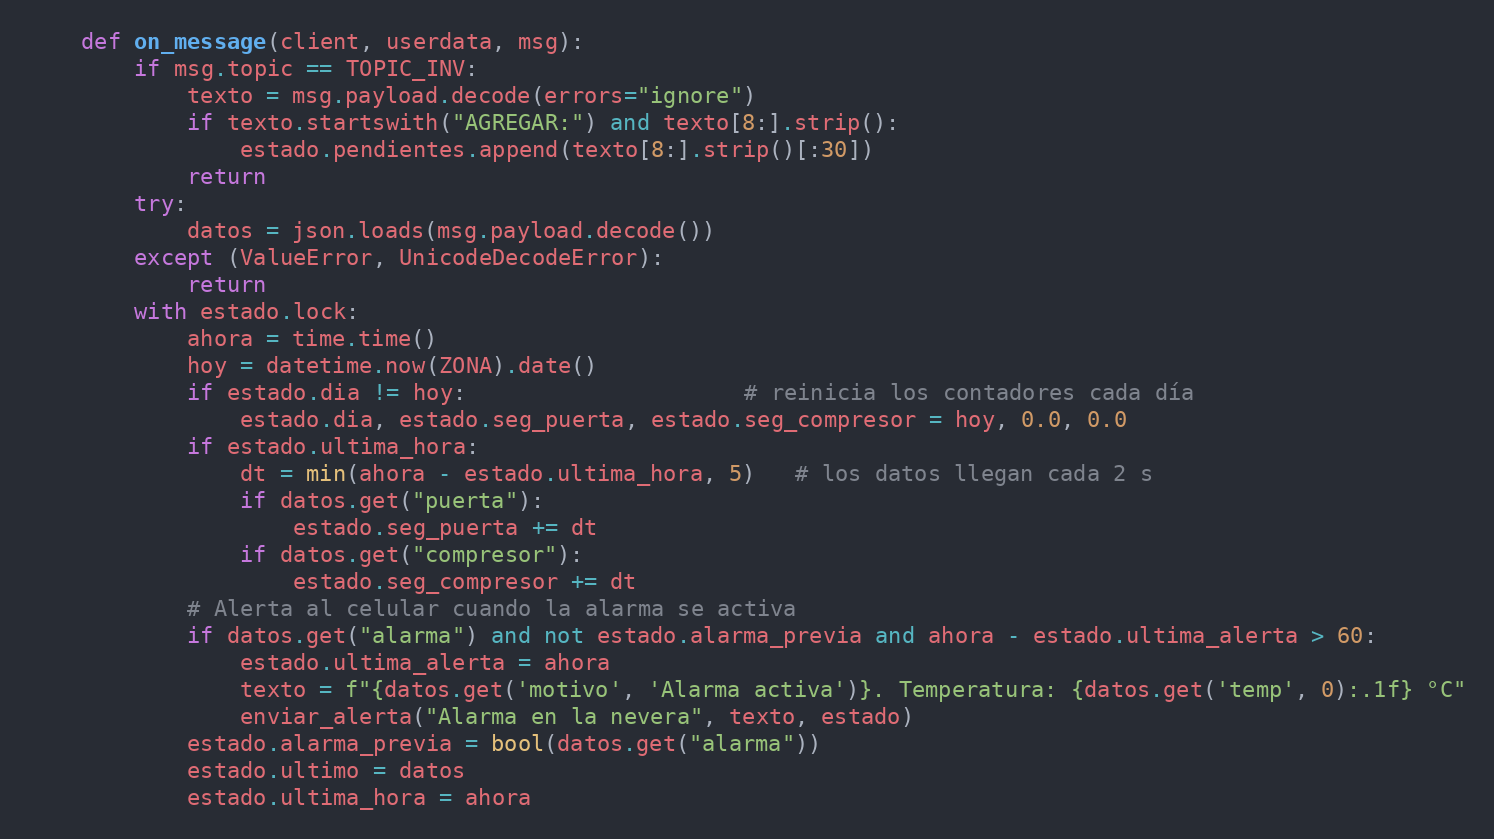 def on_message(client, userdata, msg):
    if msg.topic == TOPIC_INV:
        texto = msg.payload.decode(errors="ignore")
        if texto.startswith("AGREGAR:") and texto[8:].strip():
            estado.pendientes.append(texto[8:].strip()[:30])
        return
    try:
        datos = json.loads(msg.payload.decode())
    except (ValueError, UnicodeDecodeError):
        return
    with estado.lock:
        ahora = time.time()
        hoy = datetime.now(ZONA).date()
        if estado.dia != hoy:                     # reinicia los contadores cada día
            estado.dia, estado.seg_puerta, estado.seg_compresor = hoy, 0.0, 0.0
        if estado.ultima_hora:
            dt = min(ahora - estado.ultima_hora, 5)   # los datos llegan cada 2 s
            if datos.get("puerta"):
                estado.seg_puerta += dt
            if datos.get("compresor"):
                estado.seg_compresor += dt
        # Alerta al celular cuando la alarma se activa
        if datos.get("alarma") and not estado.alarma_previa and ahora - estado.ultima_alerta > 60:
            estado.ultima_alerta = ahora
            texto = f"{datos.get('motivo', 'Alarma activa')}. Temperatura: {datos.get('temp', 0):.1f} °C"
            enviar_alerta("Alarma en la nevera", texto, estado)
        estado.alarma_previa = bool(datos.get("alarma"))
        estado.ultimo = datos
        estado.ultima_hora = ahora